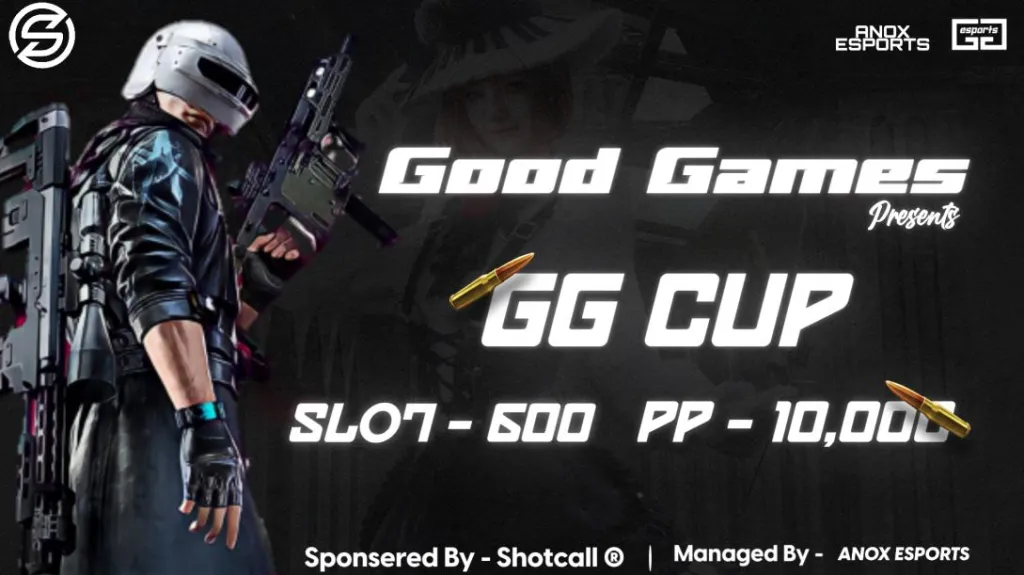 ANOX
ESPORTS
esports
GG
Good Games
Presents
GG CUP
SLOT - 600 PP - 10,000
Sponsered By - Shotcall ® | Managed By - ANOX ESPORTS